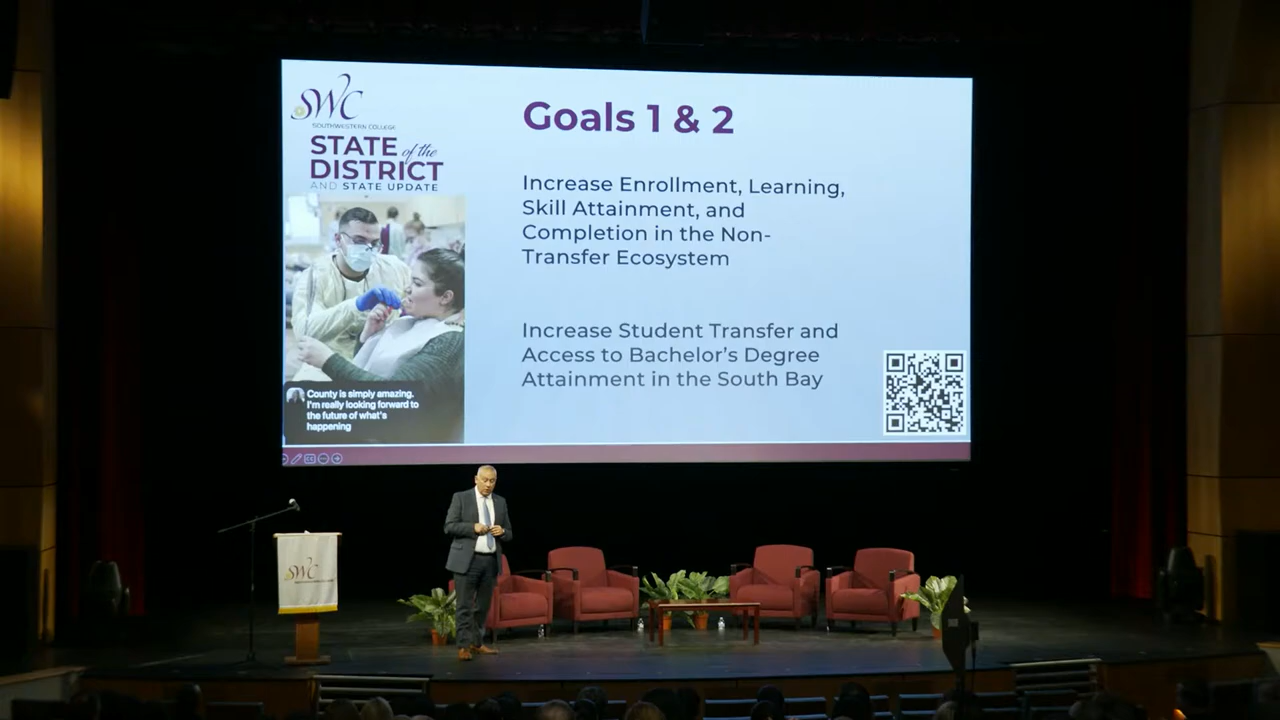 SWC
SOUTHWESTERN COLLEGE
STATE of the
DISTRICT
AND STATE UPDATE
County is simply amazing.
I'm really looking forward to
the future of what's
happening
Goals 1 & 2
Increase Enrollment, Learning,
Skill Attainment, and
Completion in the Non-
Transfer Ecosystem
Increase Student Transfer and
Access to Bachelor's Degree
Attainment in the South Bay
SWC